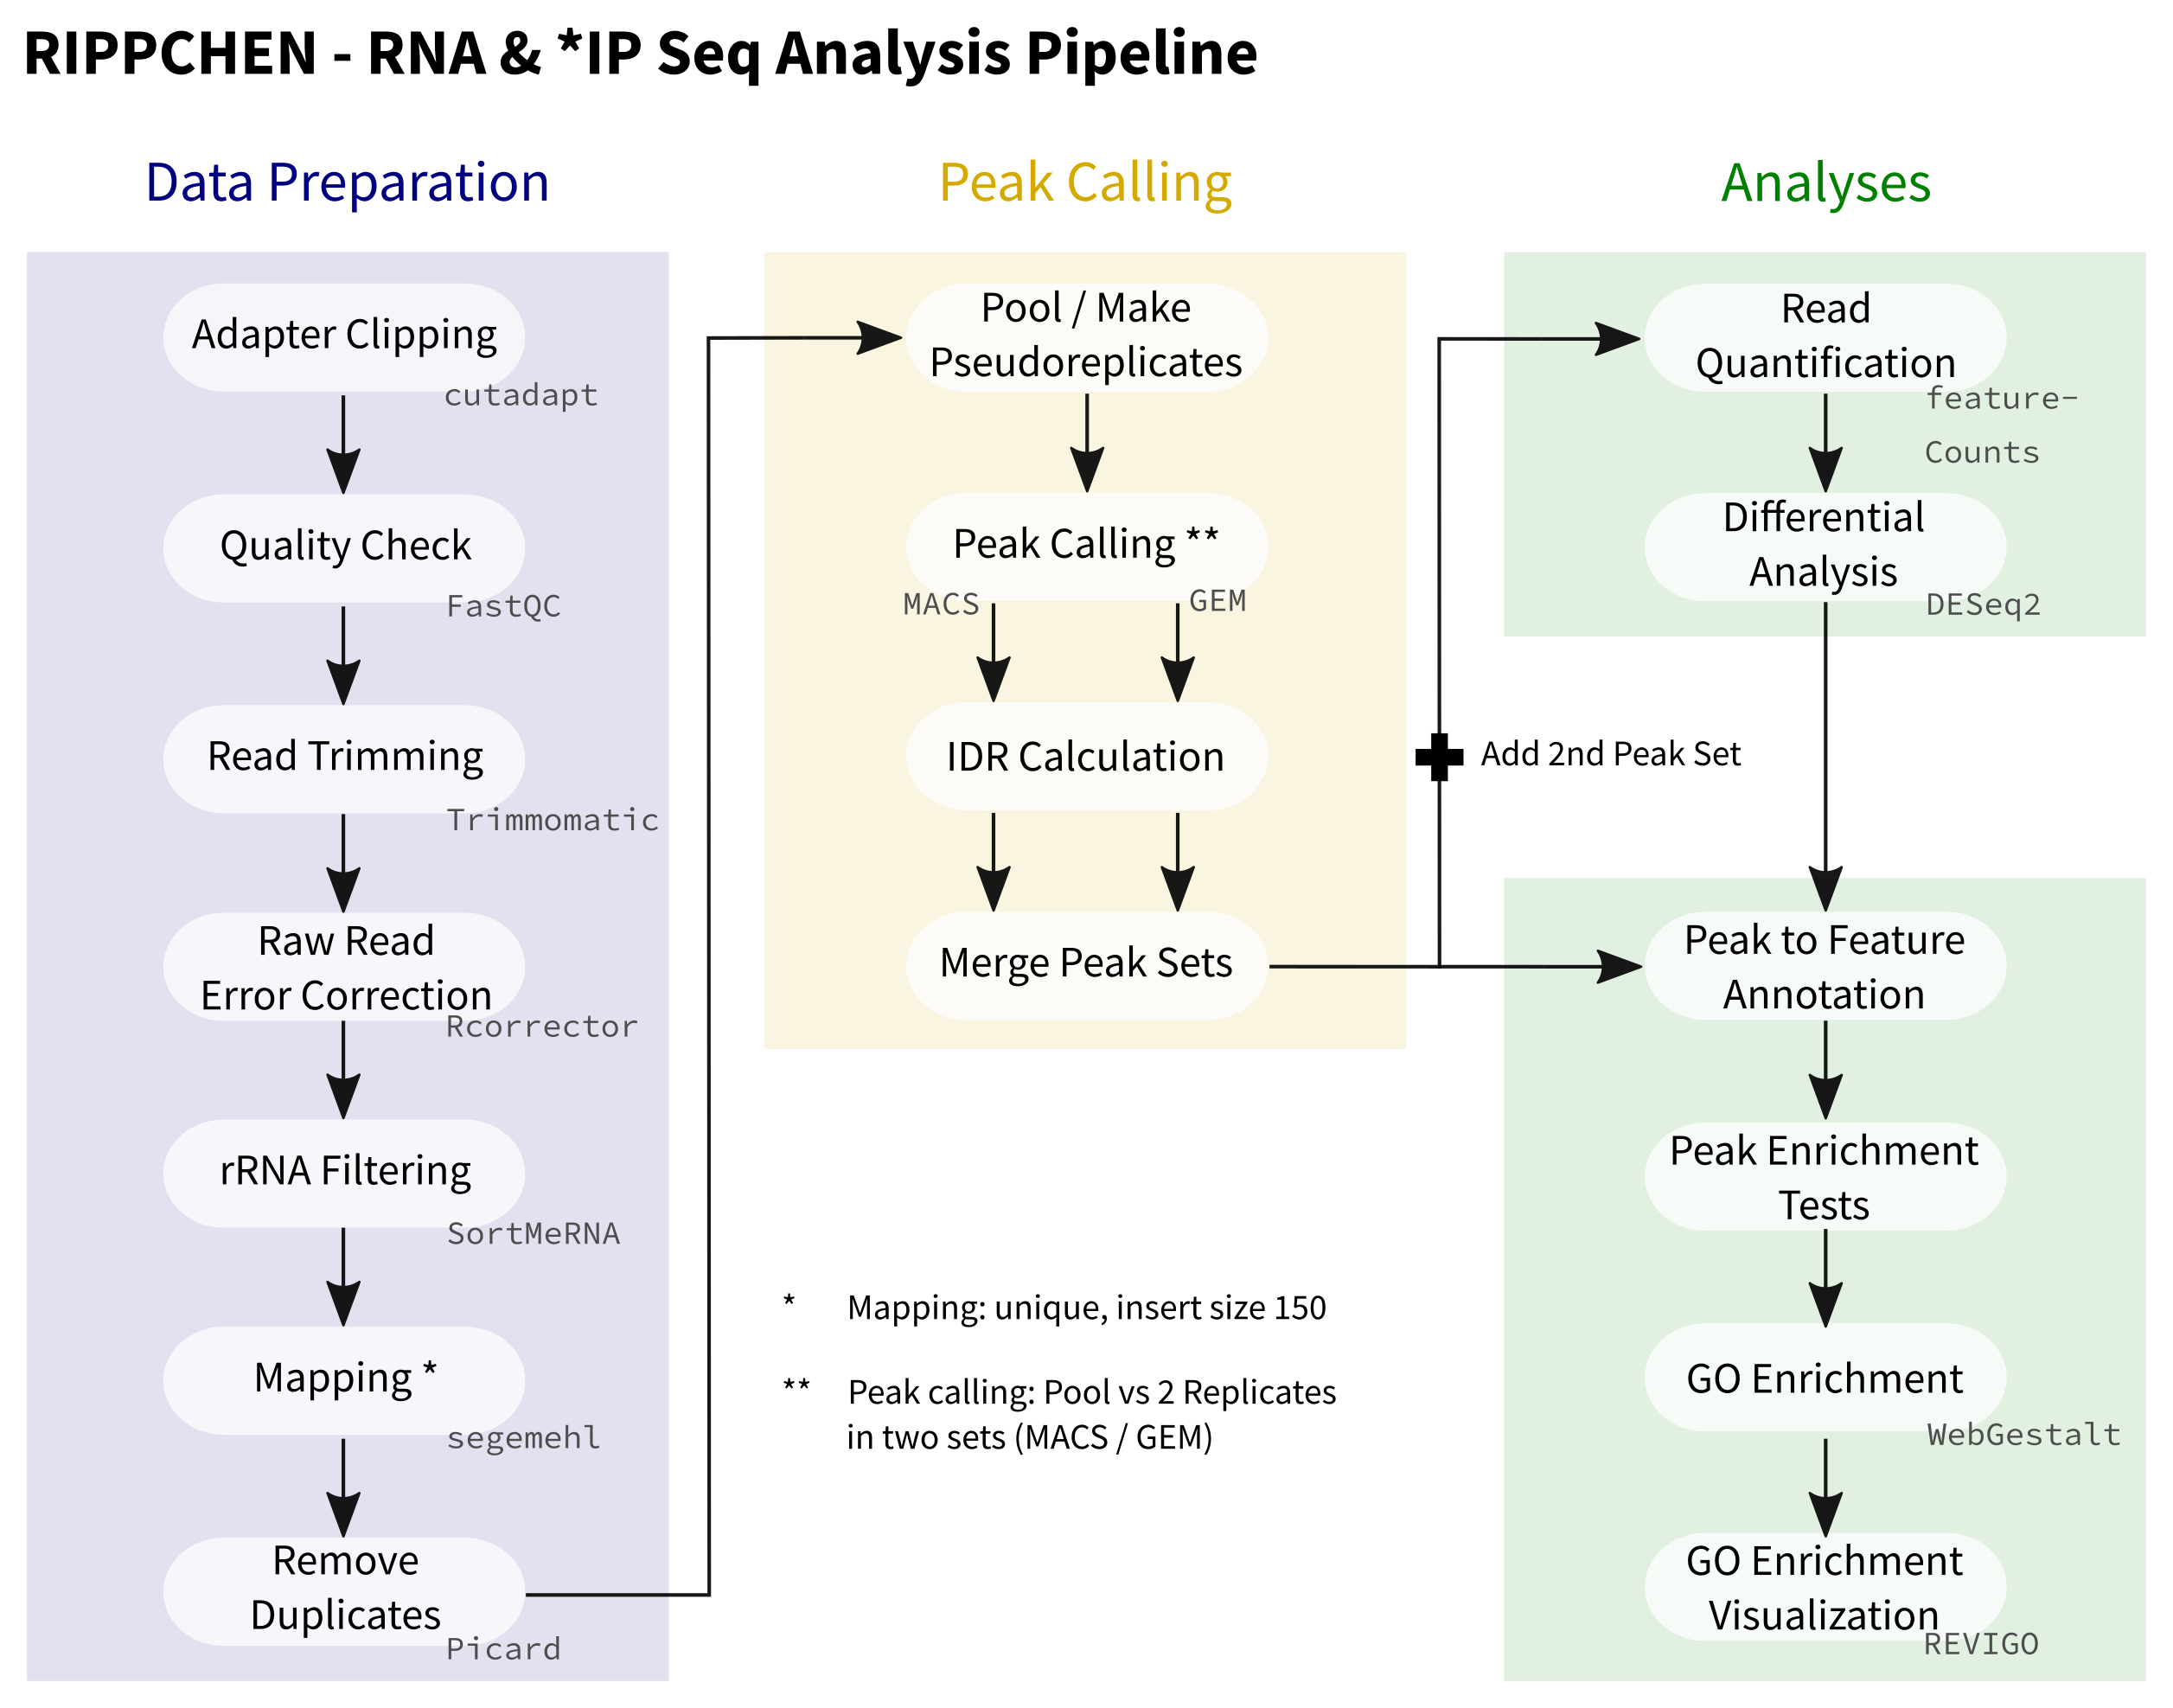 RIPPCHEN - RNA & *IP Seq Analysis Pipeline
Data Preparation
Adapter Clipping
cutadapt
Quality Check
FastQC
Read Trimming
Trimmomatic
Raw Read
Error Correction
Rcorrector
rRNA Filtering
SortMeRNA
Mapping *
segemehl
Remove
Duplicates
Picard
Peak Calling
Pool / Make
Pseudoreplicates
Peak Calling **
MACS
GEM
IDR Calculation
Merge Peak Sets
* Mapping: unique, insert size 150
** Peak calling: Pool vs 2 Replicates
in two sets (MACS / GEM)
Analyses
Read
Quantification
feature-
Counts
Differential
Analysis
DESeq2
Add 2nd Peak Set
Peak to Feature
Annotation
Peak Enrichment
Tests
GO Enrichment
WebGestalt
GO Enrichment
Visualization
REVIGO